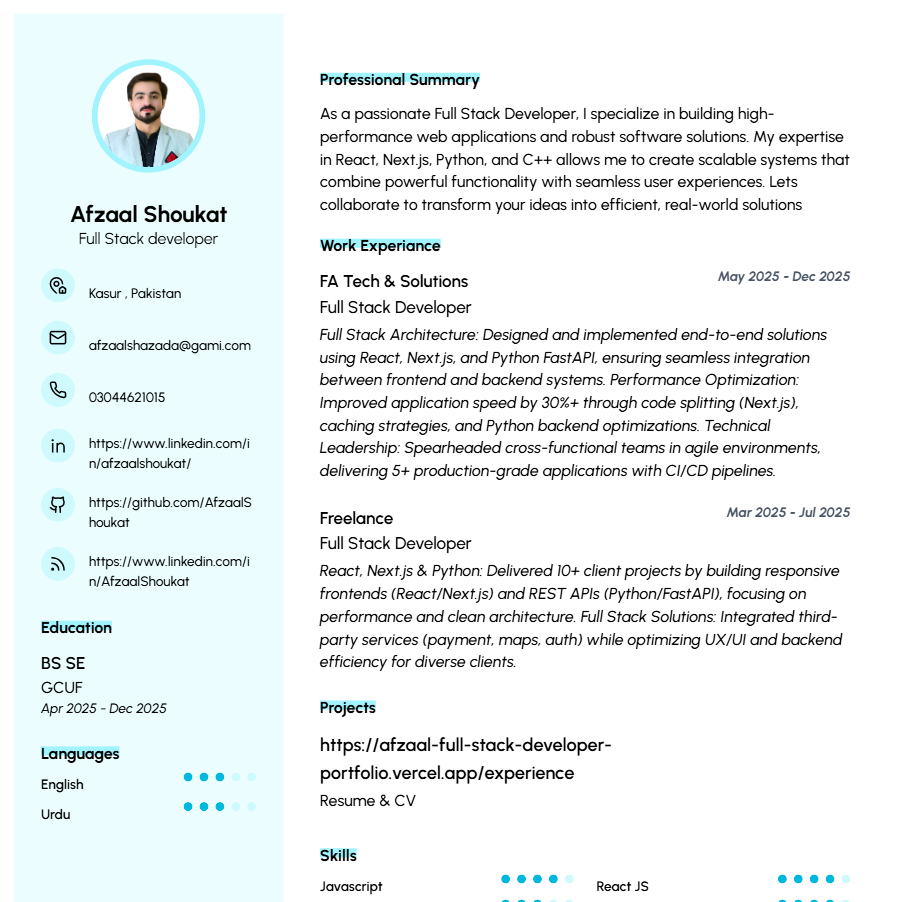 Afzaal Shoukat
Full Stack developer
Kasur , Pakistan
afzaalshazada@gami.com
03044621015
https://www.linkedin.com/i
n/afzaalshoukat/
https://github.com/AfzaalS
houkat
https://www.linkedin.com/i
n/AfzaalShoukat
Education
BS SE
GCUF
Apr 2025 - Dec 2025
Languages
English
Urdu
Professional Summary
As a passionate Full Stack Developer, I specialize in building high-
performance web applications and robust software solutions. My expertise
in React, Next.js, Python, and C++ allows me to create scalable systems that
combine powerful functionality with seamless user experiences. Lets
collaborate to transform your ideas into efficient, real-world solutions
Work Experiance
FA Tech & Solutions
May 2025 - Dec 2025
Full Stack Developer
Full Stack Architecture: Designed and implemented end-to-end solutions
using React, Next.js, and Python FastAPI, ensuring seamless integration
between frontend and backend systems. Performance Optimization:
Improved application speed by 30%+ through code splitting (Next.js),
caching strategies, and Python backend optimizations. Technical
Leadership: Spearheaded cross-functional teams in agile environments,
delivering 5+ production-grade applications with CI/CD pipelines.
Freelance
Mar 2025 - Jul 2025
Full Stack Developer
React, Next.js & Python: Delivered 10+ client projects by building responsive
frontends (React/Next.js) and REST APIs (Python/FastAPI), focusing on
performance and clean architecture. Full Stack Solutions: Integrated third-
party services (payment, maps, auth) while optimizing UX/UI and backend
efficiency for diverse clients.
Projects
https://afzaal-full-stack-developer-
portfolio.vercel.app/experience
Resume & CV
Skills
Javascript
React JS